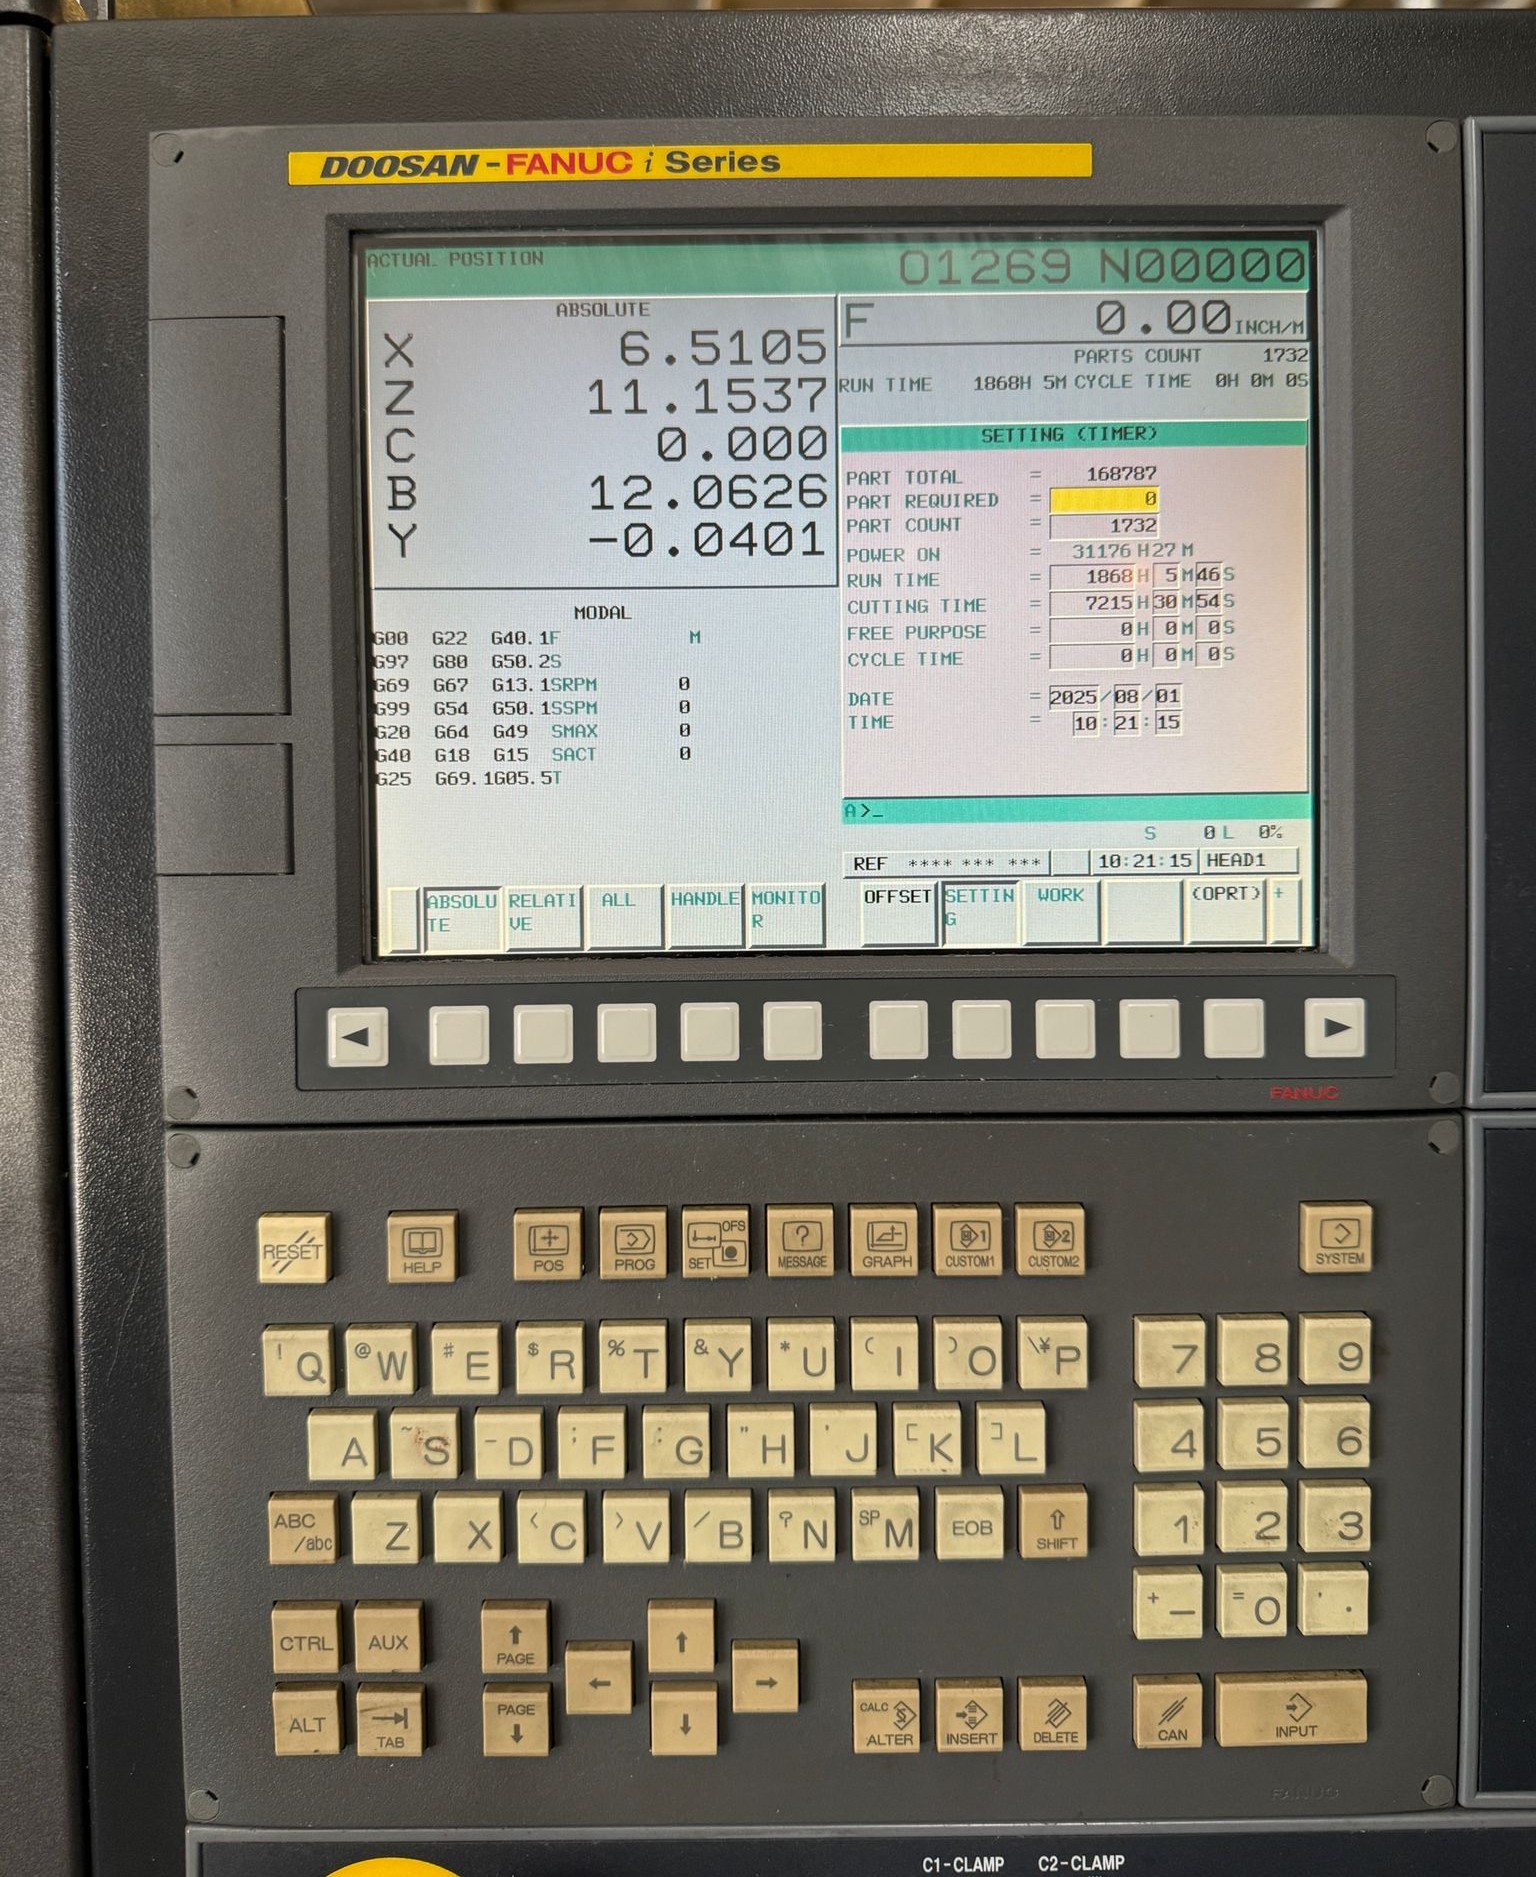 DOOSAN-FANUC i Series
ACTUAL POSITION
O1269 N00000
ABSOLUTE
X 6.5105
Z 11.1537
C 0.000
B 12.0626
Y -0.0401
F 0.00 INCH/M
PARTS COUNT 1732
RUN TIME 1868H 5M CYCLE TIME 0H 0M 0S
SETTING (TIMER)
PART TOTAL = 168787
PART REQUIRED = 0
PART COUNT = 1732
POWER ON = 31176 H 27 M
RUN TIME = 1868 H 5 M 46 S
CUTTING TIME = 7215 H 30 M 54 S
FREE PURPOSE = 0 H 0 M 0 S
CYCLE TIME = 0 H 0 M 0 S
DATE = 2025/08/01
TIME = 10:21:15
MODAL
G00 G22 G40.1 F M
G97 G80 G50.2 S
G69 G67 G13.1 SRPM 0
G99 G54 G50.1 SSPM 0
G20 G64 G49 SMAX 0
G40 G18 G15 SACT 0
G25 G69.1 G05.5 T
A>_
S 0 L 0%
REF **** *** *** 10:21:15 HEAD1
ABSOLUTE RELATIVE ALL HANDLE MONITOR OFFSET SETTING WORK (OPRT) +
FANUC
RESET HELP POS PROG OFS SET MESSAGE GRAPH CUSTOM1 CUSTOM2 SYSTEM
! Q @ W # E $ R % T & Y * U ( I ) O \¥ P 7 8 9
A ~ S - D ; F : G " H ' J [ K ] L 4 5 6
ABC/abc Z X < C > V / B ? N SP M EOB SHIFT 1 2 3
+ - = 0 ' .
CTRL AUX PAGE
ALT TAB PAGE CALC ALTER INSERT DELETE CAN INPUT
FANUC
C1-CLAMP C2-CLAMP